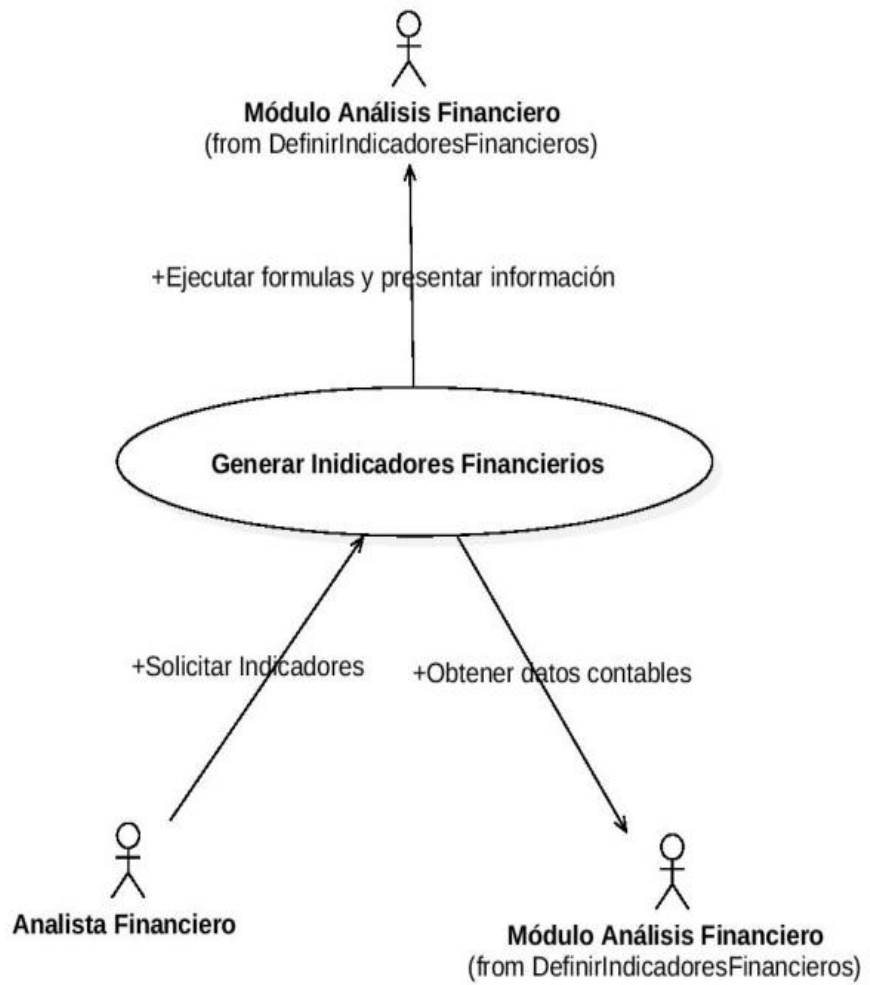 Módulo Análisis Financiero
(from DefinirIndicadoresFinancieros)
+Ejecutar formulas y presentar información
Generar Inidicadores Financierios
+Solicitar Indicadores
+Obtener datos contables
Analista Financiero
Módulo Análisis Financiero
(from DefinirIndicadoresFinancieros)